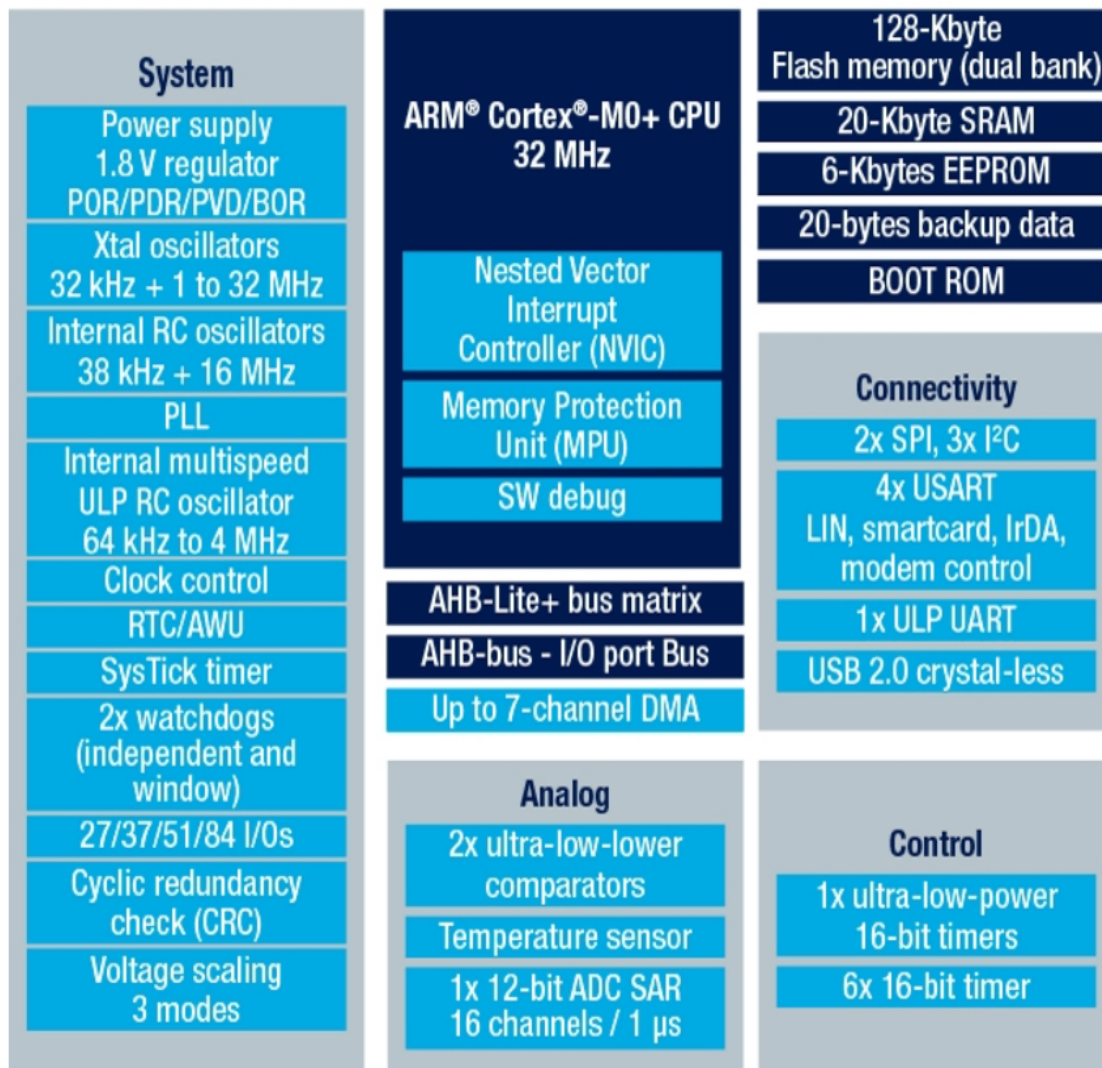 System
Power supply
1.8 V regulator
POR/PDR/PVD/BOR
Xtal oscillators
32 kHz + 1 to 32 MHz
Internal RC oscillators
38 kHz + 16 MHz
PLL
Internal multispeed
ULP RC oscillator
64 kHz to 4 MHz
Clock control
RTC/AWU
SysTick timer
2x watchdogs
(independent and
window)
27/37/51/84 I/Os
Cyclic redundancy
check (CRC)
Voltage scaling
3 modes
ARM® Cortex®-M0+ CPU
32 MHz
Nested Vector
Interrupt
Controller (NVIC)
Memory Protection
Unit (MPU)
SW debug
AHB-Lite+ bus matrix
AHB-bus - I/O port Bus
Up to 7-channel DMA
Analog
2x ultra-low-lower
comparators
Temperature sensor
1x 12-bit ADC SAR
16 channels / 1 µs
128-Kbyte
Flash memory (dual bank)
20-Kbyte SRAM
6-Kbytes EEPROM
20-bytes backup data
BOOT ROM
Connectivity
2x SPI, 3x I²C
4x USART
LIN, smartcard, IrDA,
modem control
1x ULP UART
USB 2.0 crystal-less
Control
1x ultra-low-power
16-bit timers
6x 16-bit timer